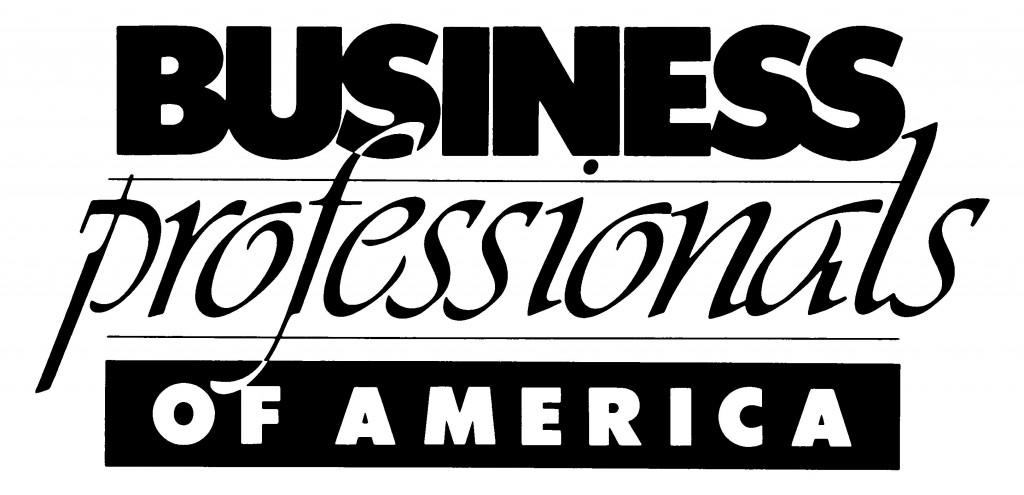 BUSINESS
professionals
OF AMERICA